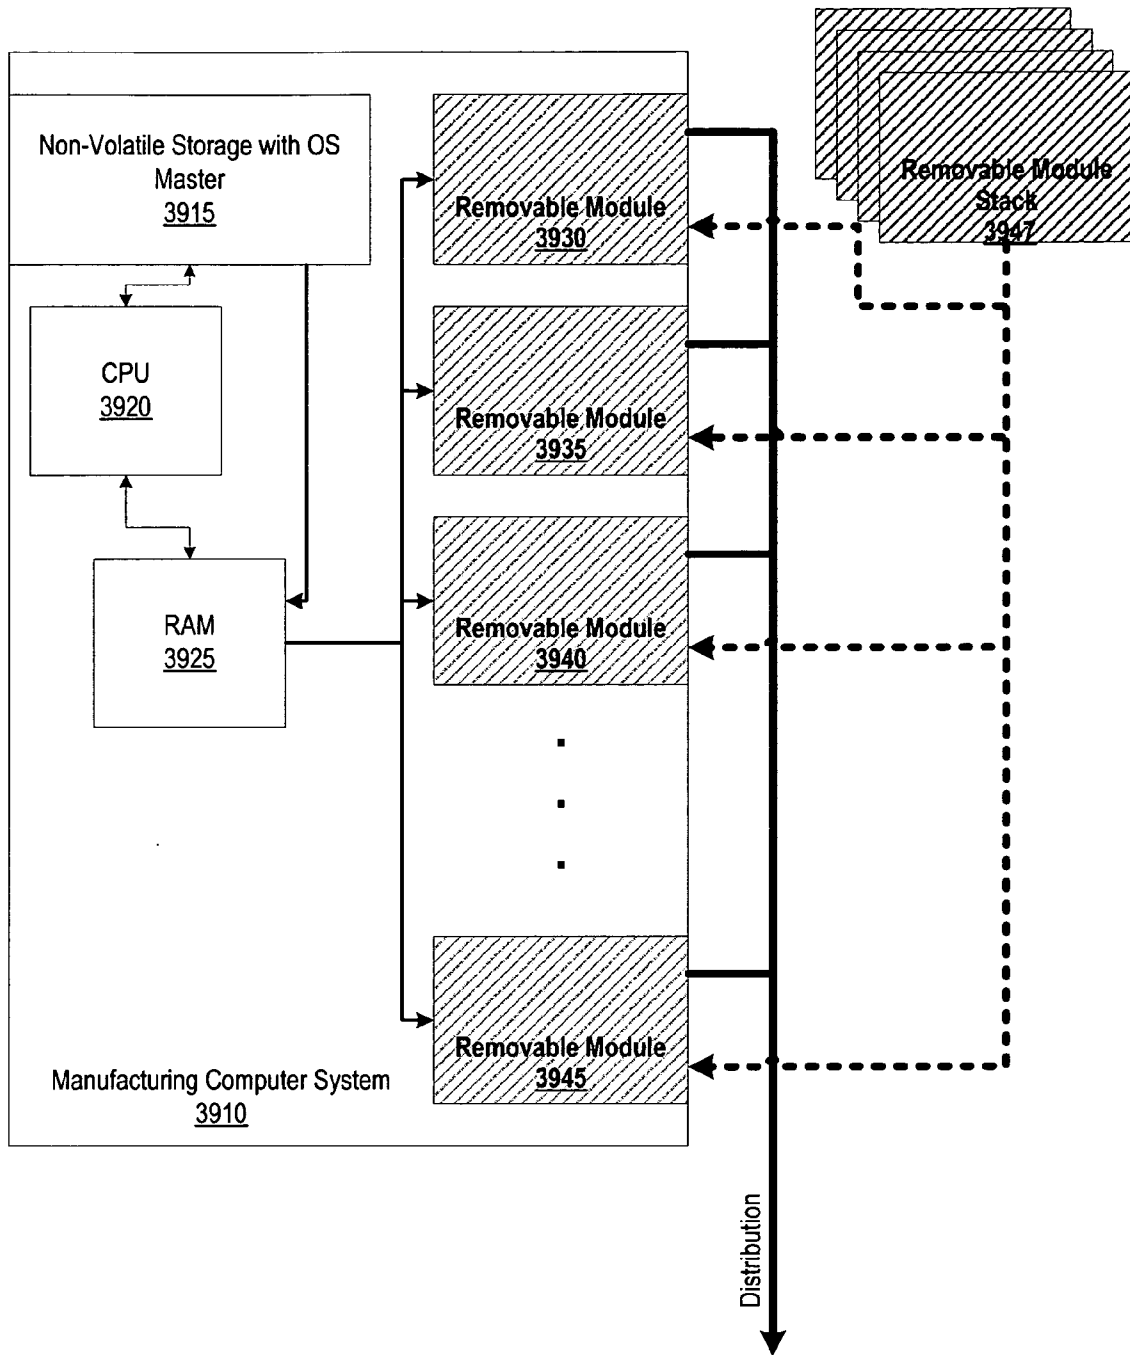 Non-Volatile Storage with OS
Master
3915
CPU
3920
RAM
3925
Removable Module
3930
Removable Module
3935
Removable Module
3940
Removable Module
3945
Removable Module
Stack
3947
Manufacturing Computer System
3910
Distribution